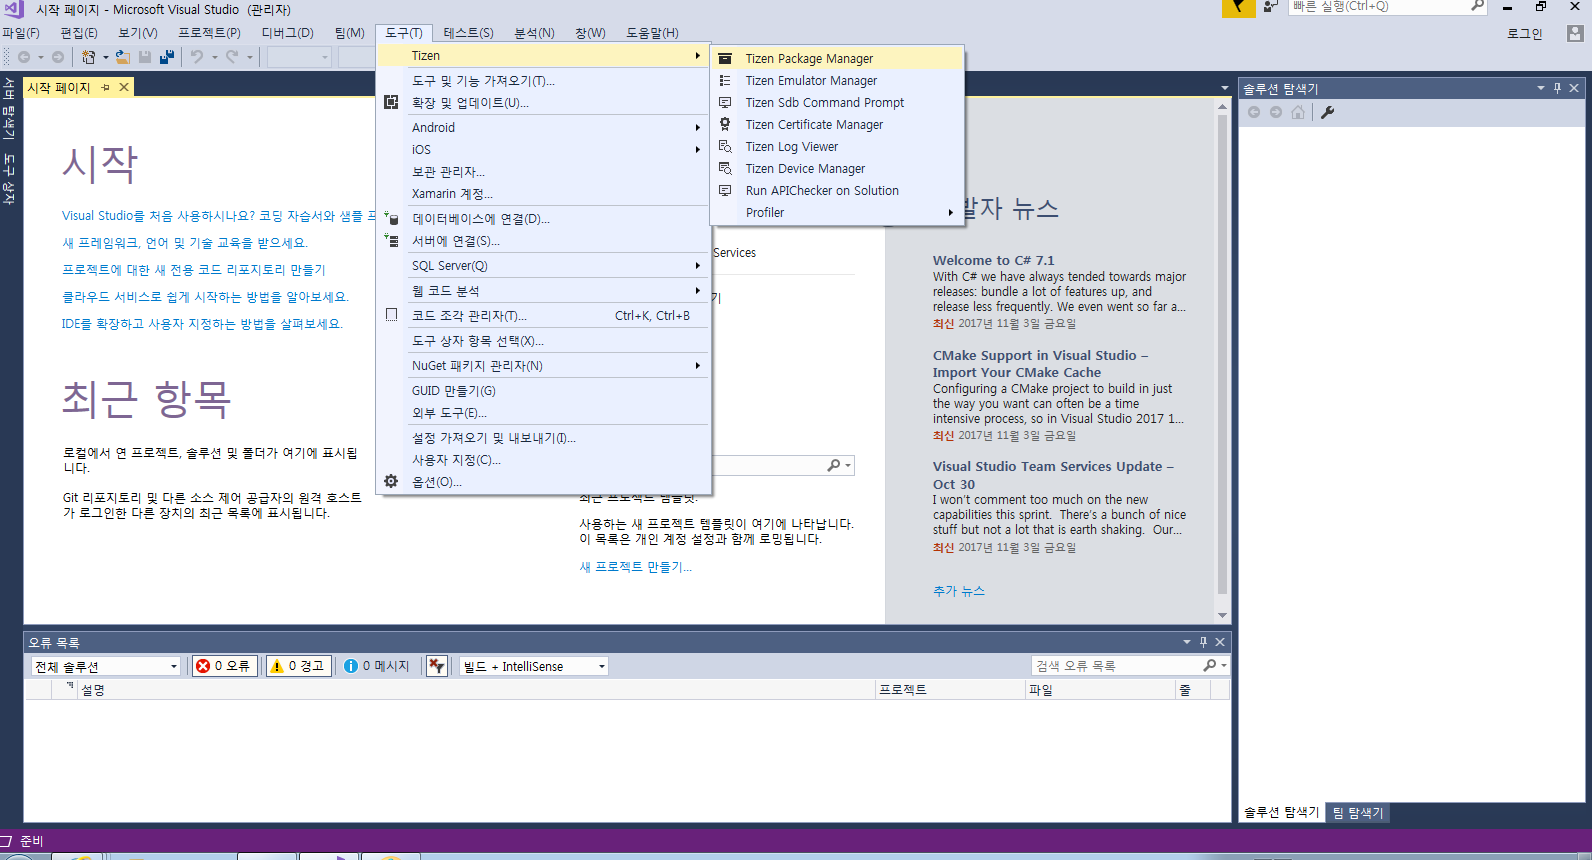 시작 페이지 - Microsoft Visual Studio (관리자)
빠른 실행(Ctrl+Q)
파일(F) 편집(E) 보기(V) 프로젝트(P) 디버그(D) 팀(M) 도구(T) 테스트(S) 분석(N) 창(W) 도움말(H)
로그인
서버 탐색기
도구 상자
시작 페이지
Tizen
도구 및 기능 가져오기(T)...
확장 및 업데이트(U)...
Android
iOS
보관 관리자...
Xamarin 계정...
데이터베이스에 연결(D)...
서버에 연결(S)...
SQL Server(Q)
웹 코드 분석
코드 조각 관리자(T)... Ctrl+K, Ctrl+B
도구 상자 항목 선택(X)...
NuGet 패키지 관리자(N)
GUID 만들기(G)
외부 도구(E)...
설정 가져오기 및 내보내기(I)...
사용자 지정(C)...
옵션(O)...
Tizen Package Manager
Tizen Emulator Manager
Tizen Sdb Command Prompt
Tizen Certificate Manager
Tizen Log Viewer
Tizen Device Manager
Run APIChecker on Solution
Profiler
시작
Visual Studio를 처음 사용하시나요? 코딩 자습서와 샘플 프
새 프레임워크, 언어 및 기술 교육을 받으세요.
프로젝트에 대한 새 전용 코드 리포지토리 만들기
클라우드 서비스로 쉽게 시작하는 방법을 알아보세요.
IDE를 확장하고 사용자 지정하는 방법을 살펴보세요.
최근 항목
로컬에서 연 프로젝트, 솔루션 및 폴더가 여기에 표시됩
니다.
Git 리포지토리 및 다른 소스 제어 공급자의 원격 호스트
가 로그인한 다른 장치의 최근 목록에 표시됩니다.
Services
기
최근 프로젝트 템플릿:
사용하는 새 프로젝트 템플릿이 여기에 나타납니다.
이 목록은 개인 계정 설정과 함께 로밍됩니다.
새 프로젝트 만들기...
발자 뉴스
Welcome to C# 7.1
With C# we have always tended towards major
releases: bundle a lot of features up, and
release less frequently. We even went so far a...
최신 2017년 11월 3일 금요일
CMake Support in Visual Studio –
Import Your CMake Cache
Configuring a CMake project to build in just
the way you want can often be a time
intensive process, so in Visual Studio 2017 1...
최신 2017년 11월 3일 금요일
Visual Studio Team Services Update –
Oct 30
I won't comment too much on the new
capabilities this sprint. There's a bunch of nice
stuff but not a lot that is earth shaking. Our...
최신 2017년 11월 3일 금요일
추가 뉴스
솔루션 탐색기
오류 목록
전체 솔루션 0 오류 0 경고 0 메시지 빌드 + IntelliSense 검색 오류 목록
설명 프로젝트 파일 줄
솔루션 탐색기 팀 탐색기
준비